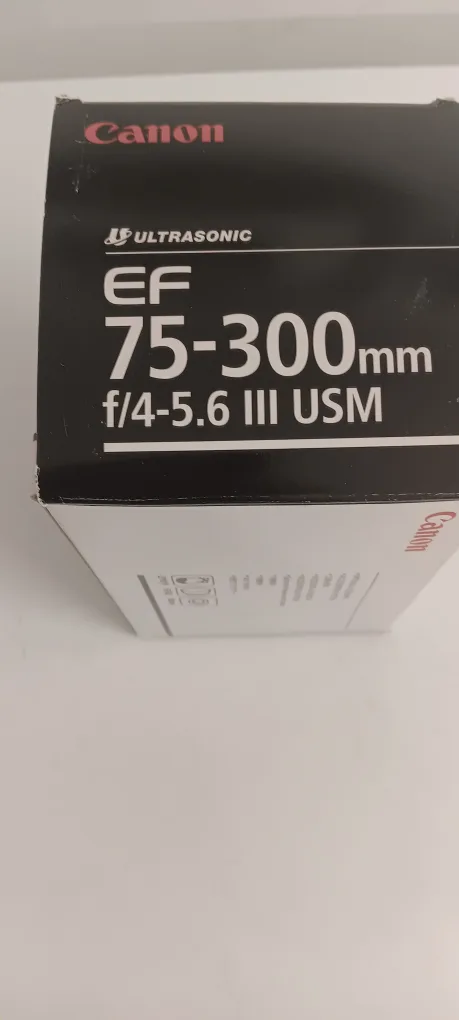 Canon
ULTRASONIC
EF
75-300mm
f/4-5.6 III USM
Canon